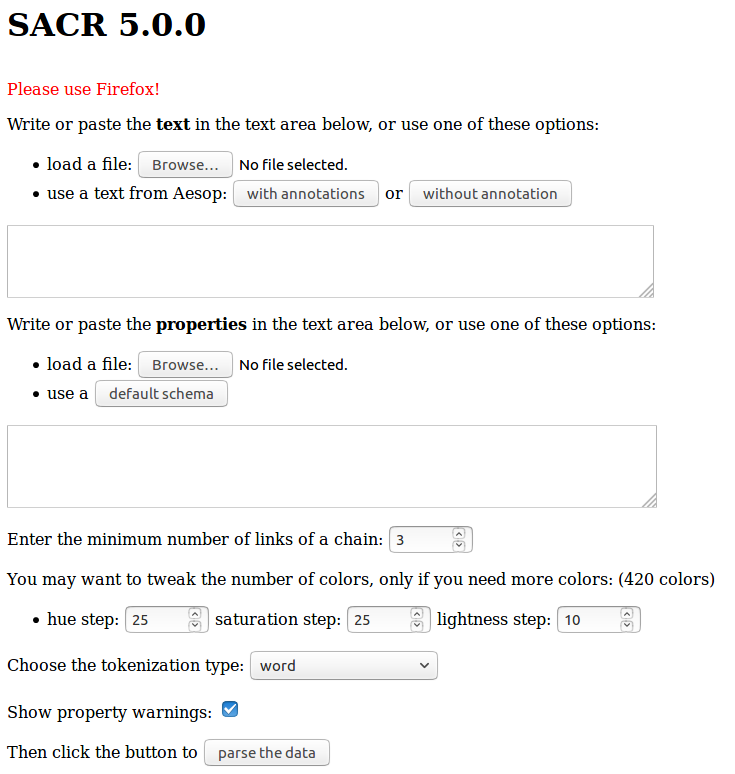 SACR 5.0.0
Please use Firefox!
Write or paste the text in the text area below, or use one of these options:
• load a file: Browse... No file selected.
• use a text from Aesop: with annotations or without annotation
Write or paste the properties in the text area below, or use one of these options:
• load a file: Browse... No file selected.
• use a default schema
Enter the minimum number of links of a chain: 3
You may want to tweak the number of colors, only if you need more colors: (420 colors)
• hue step: 25 saturation step: 25 lightness step: 10
Choose the tokenization type: word
Show property warnings:
Then click the button to parse the data